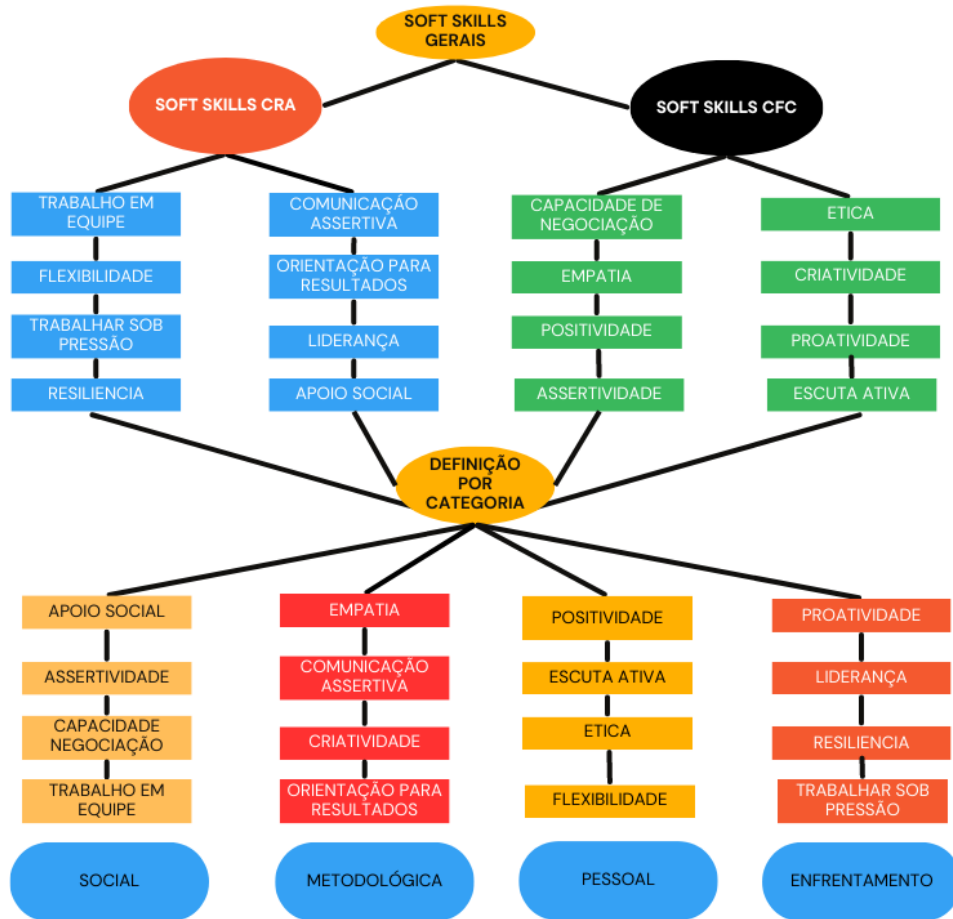 SOFT SKILLS
GERAIS
SOFT SKILLS CRA
SOFT SKILLS CFC
TRABALHO EM
EQUIPE
COMUNICAÇÃO
ASSERTIVA
CAPACIDADE DE
NEGOCIAÇÃO
ETICA
FLEXIBILIDADE
ORIENTAÇÃO PARA
RESULTADOS
EMPATIA
CRIATIVIDADE
TRABALHAR SOB
PRESSÃO
LIDERANÇA
POSITIVIDADE
PROATIVIDADE
RESILIENCIA
APOIO SOCIAL
ASSERTIVIDADE
ESCUTA ATIVA
DEFINIÇÃO
POR
CATEGORIA
APOIO SOCIAL
EMPATIA
POSITIVIDADE
PROATIVIDADE
ASSERTIVIDADE
COMUNICAÇÃO
ASSERTIVA
ESCUTA ATIVA
LIDERANÇA
CAPACIDADE
NEGOCIAÇÃO
CRIATIVIDADE
ETICA
RESILIENCIA
TRABALHO EM
EQUIPE
ORIENTAÇÃO PARA
RESULTADOS
FLEXIBILIDADE
TRABALHAR SOB
PRESSÃO
SOCIAL
METODOLÓGICA
PESSOAL
ENFRENTAMENTO